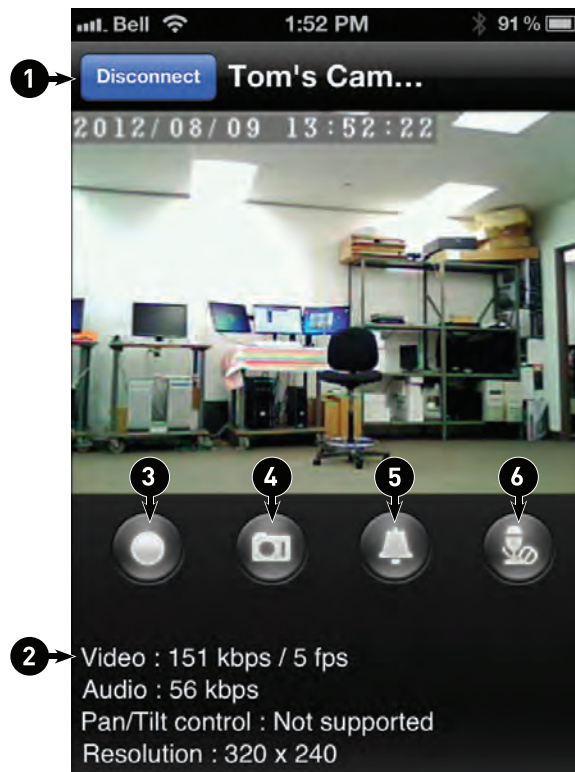 Bell 1:52 PM 91 %
1 Disconnect Tom's Cam...
2012/08/09 13:52:22
3 4 5 6
2 Video : 151 kbps / 5 fps
Audio : 56 kbps
Pan/Tilt control : Not supported
Resolution : 320 x 240